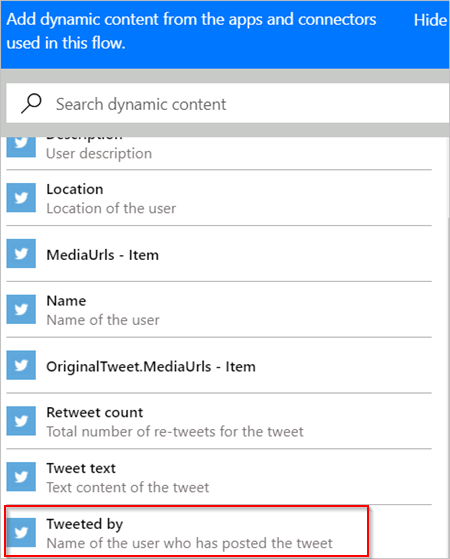 Add dynamic content from the apps and connectors
used in this flow.
Hide
Search dynamic content
Description
User description
Location
Location of the user
MediaUrls - Item
Name
Name of the user
OriginalTweet.MediaUrls - Item
Retweet count
Total number of re-tweets for the tweet
Tweet text
Text content of the tweet
Tweeted by
Name of the user who has posted the tweet